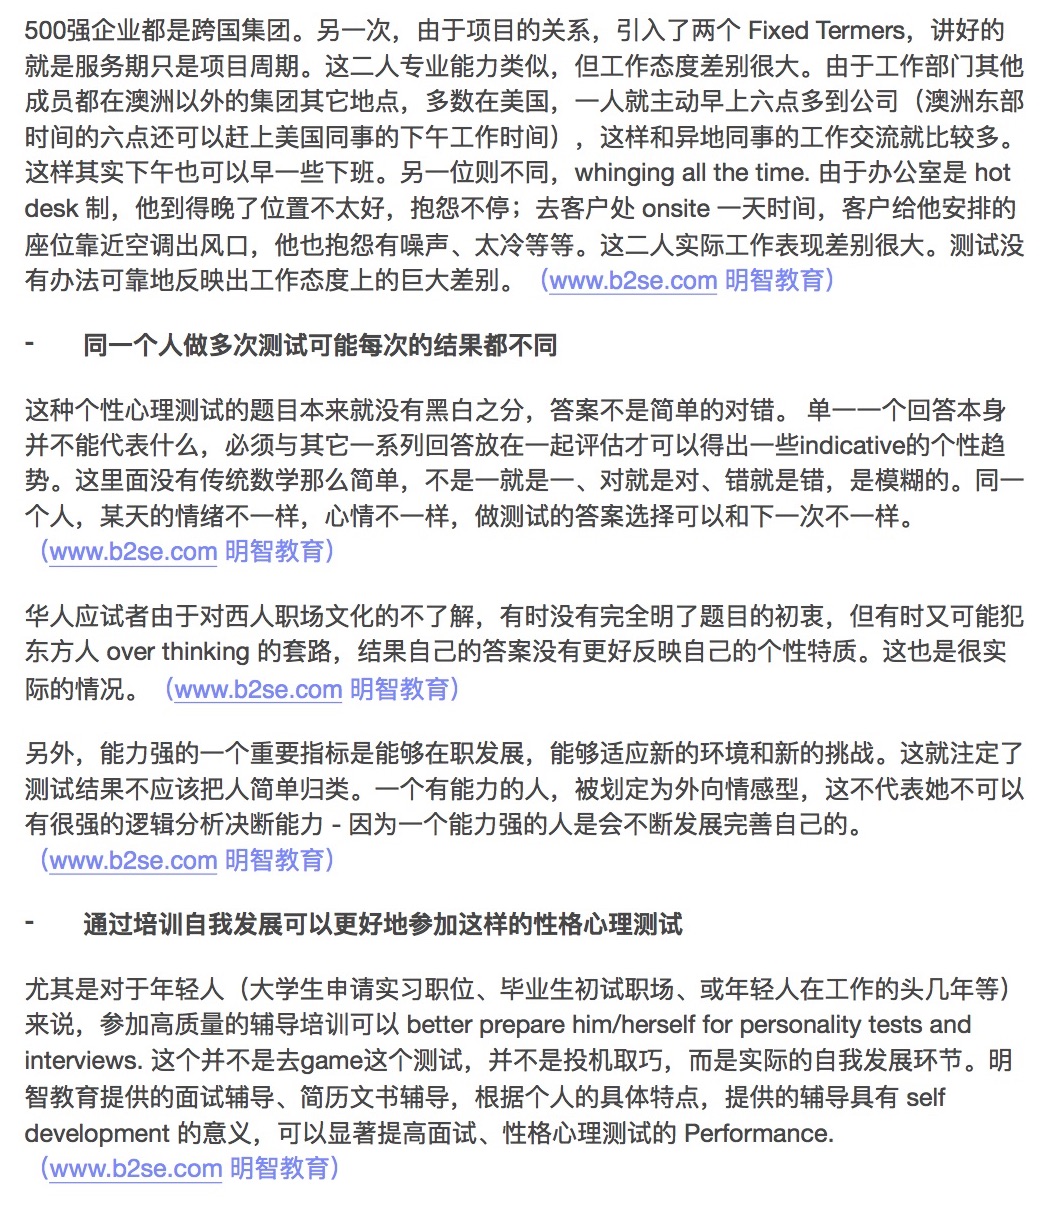 500强企业都是跨国集团。另一次，由于项目的关系，引入了两个 Fixed Termers，讲好的
就是服务期只是项目周期。这二人专业能力类似，但工作态度差别很大。由于工作部门其他
成员都在澳洲以外的集团其它地点，多数在美国，一人就主动早上六点多到公司（澳洲东部
时间的六点还可以赶上美国同事的下午工作时间），这样和异地同事的工作交流就比较多。
这样其实下午也可以早一些下班。另一位则不同，whinging all the time. 由于办公室是 hot
desk 制，他到得晚了位置不太好，抱怨不停；去客户处 onsite 一天时间，客户给他安排的
座位靠近空调出风口，他也抱怨有噪声、太冷等等。这二人实际工作表现差别很大。测试没
有办法可靠地反映出工作态度上的巨大差别。（www.b2se.com 明智教育）
- 同一个人做多次测试可能每次的结果都不同
这种个性心理测试的题目本来就没有黑白之分，答案不是简单的对错。 单一一个回答本身
并不能代表什么，必须与其它一系列回答放在一起评估才可以得出一些indicative的个性趋
势。这里面没有传统数学那么简单，不是一就是一、对就是对、错就是错，是模糊的。同一
个人，某天的情绪不一样，心情不一样，做测试的答案选择可以和下一次不一样。
（www.b2se.com 明智教育）
华人应试者由于对西人职场文化的不了解，有时没有完全明了题目的初衷，但有时又可能犯
东方人 over thinking 的套路，结果自己的答案没有更好反映自己的个性特质。这也是很实
际的情况。（www.b2se.com 明智教育）
另外，能力强的一个重要指标是能够在职发展，能够适应新的环境和新的挑战。这就注定了
测试结果不应该把人简单归类。一个有能力的人，被划定为外向情感型，这不代表她不可以
有很强的逻辑分析决断能力 - 因为一个能力强的人是会不断发展完善自己的。
（www.b2se.com 明智教育）
- 通过培训自我发展可以更好地参加这样的性格心理测试
尤其是对于年轻人（大学生申请实习职位、毕业生初试职场、或年轻人在工作的头几年等）
来说，参加高质量的辅导培训可以 better prepare him/herself for personality tests and
interviews. 这个并不是去game这个测试，并不是投机取巧，而是实际的自我发展环节。明
智教育提供的面试辅导、简历文书辅导，根据个人的具体特点，提供的辅导具有 self
development 的意义，可以显著提高面试、性格心理测试的 Performance.
（www.b2se.com 明智教育）